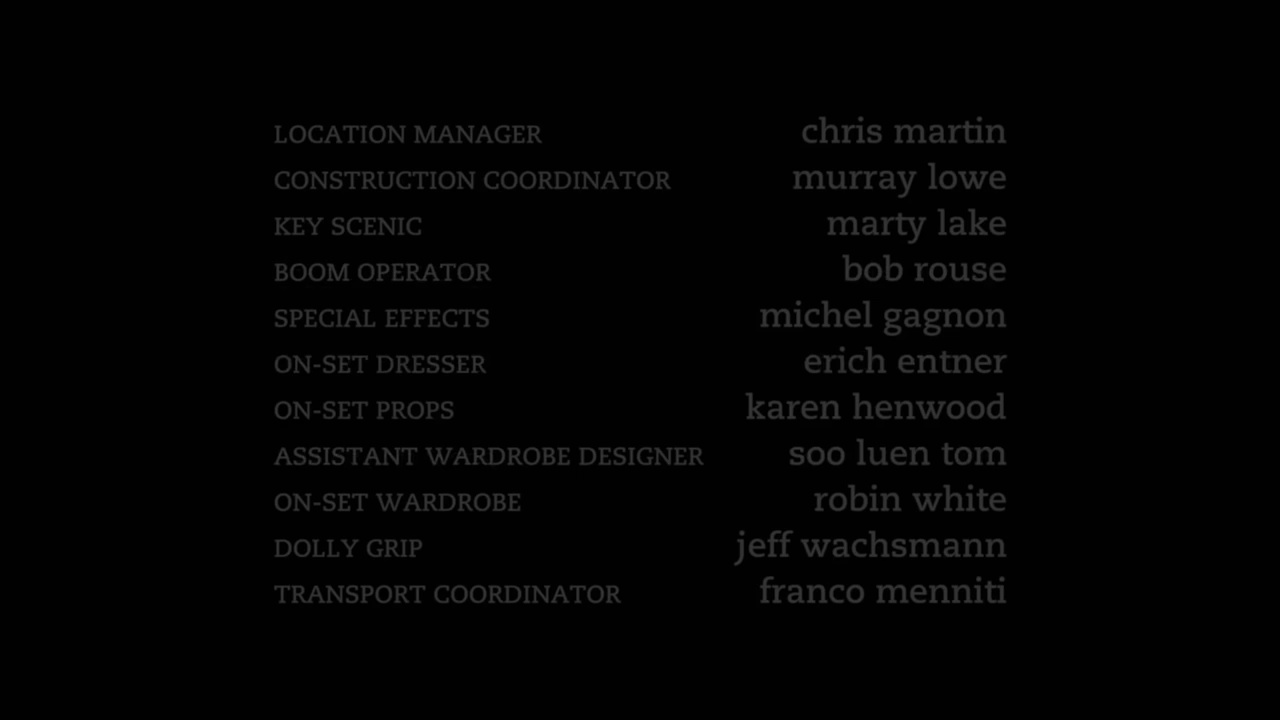 LOCATION MANAGER chris martin
CONSTRUCTION COORDINATOR murray lowe
KEY SCENIC marty lake
BOOM OPERATOR bob rouse
SPECIAL EFFECTS michel gagnon
ON-SET DRESSER erich entner
ON-SET PROPS karen henwood
ASSISTANT WARDROBE DESIGNER soo luen tom
ON-SET WARDROBE robin white
DOLLY GRIP jeff wachsmann
TRANSPORT COORDINATOR franco menniti